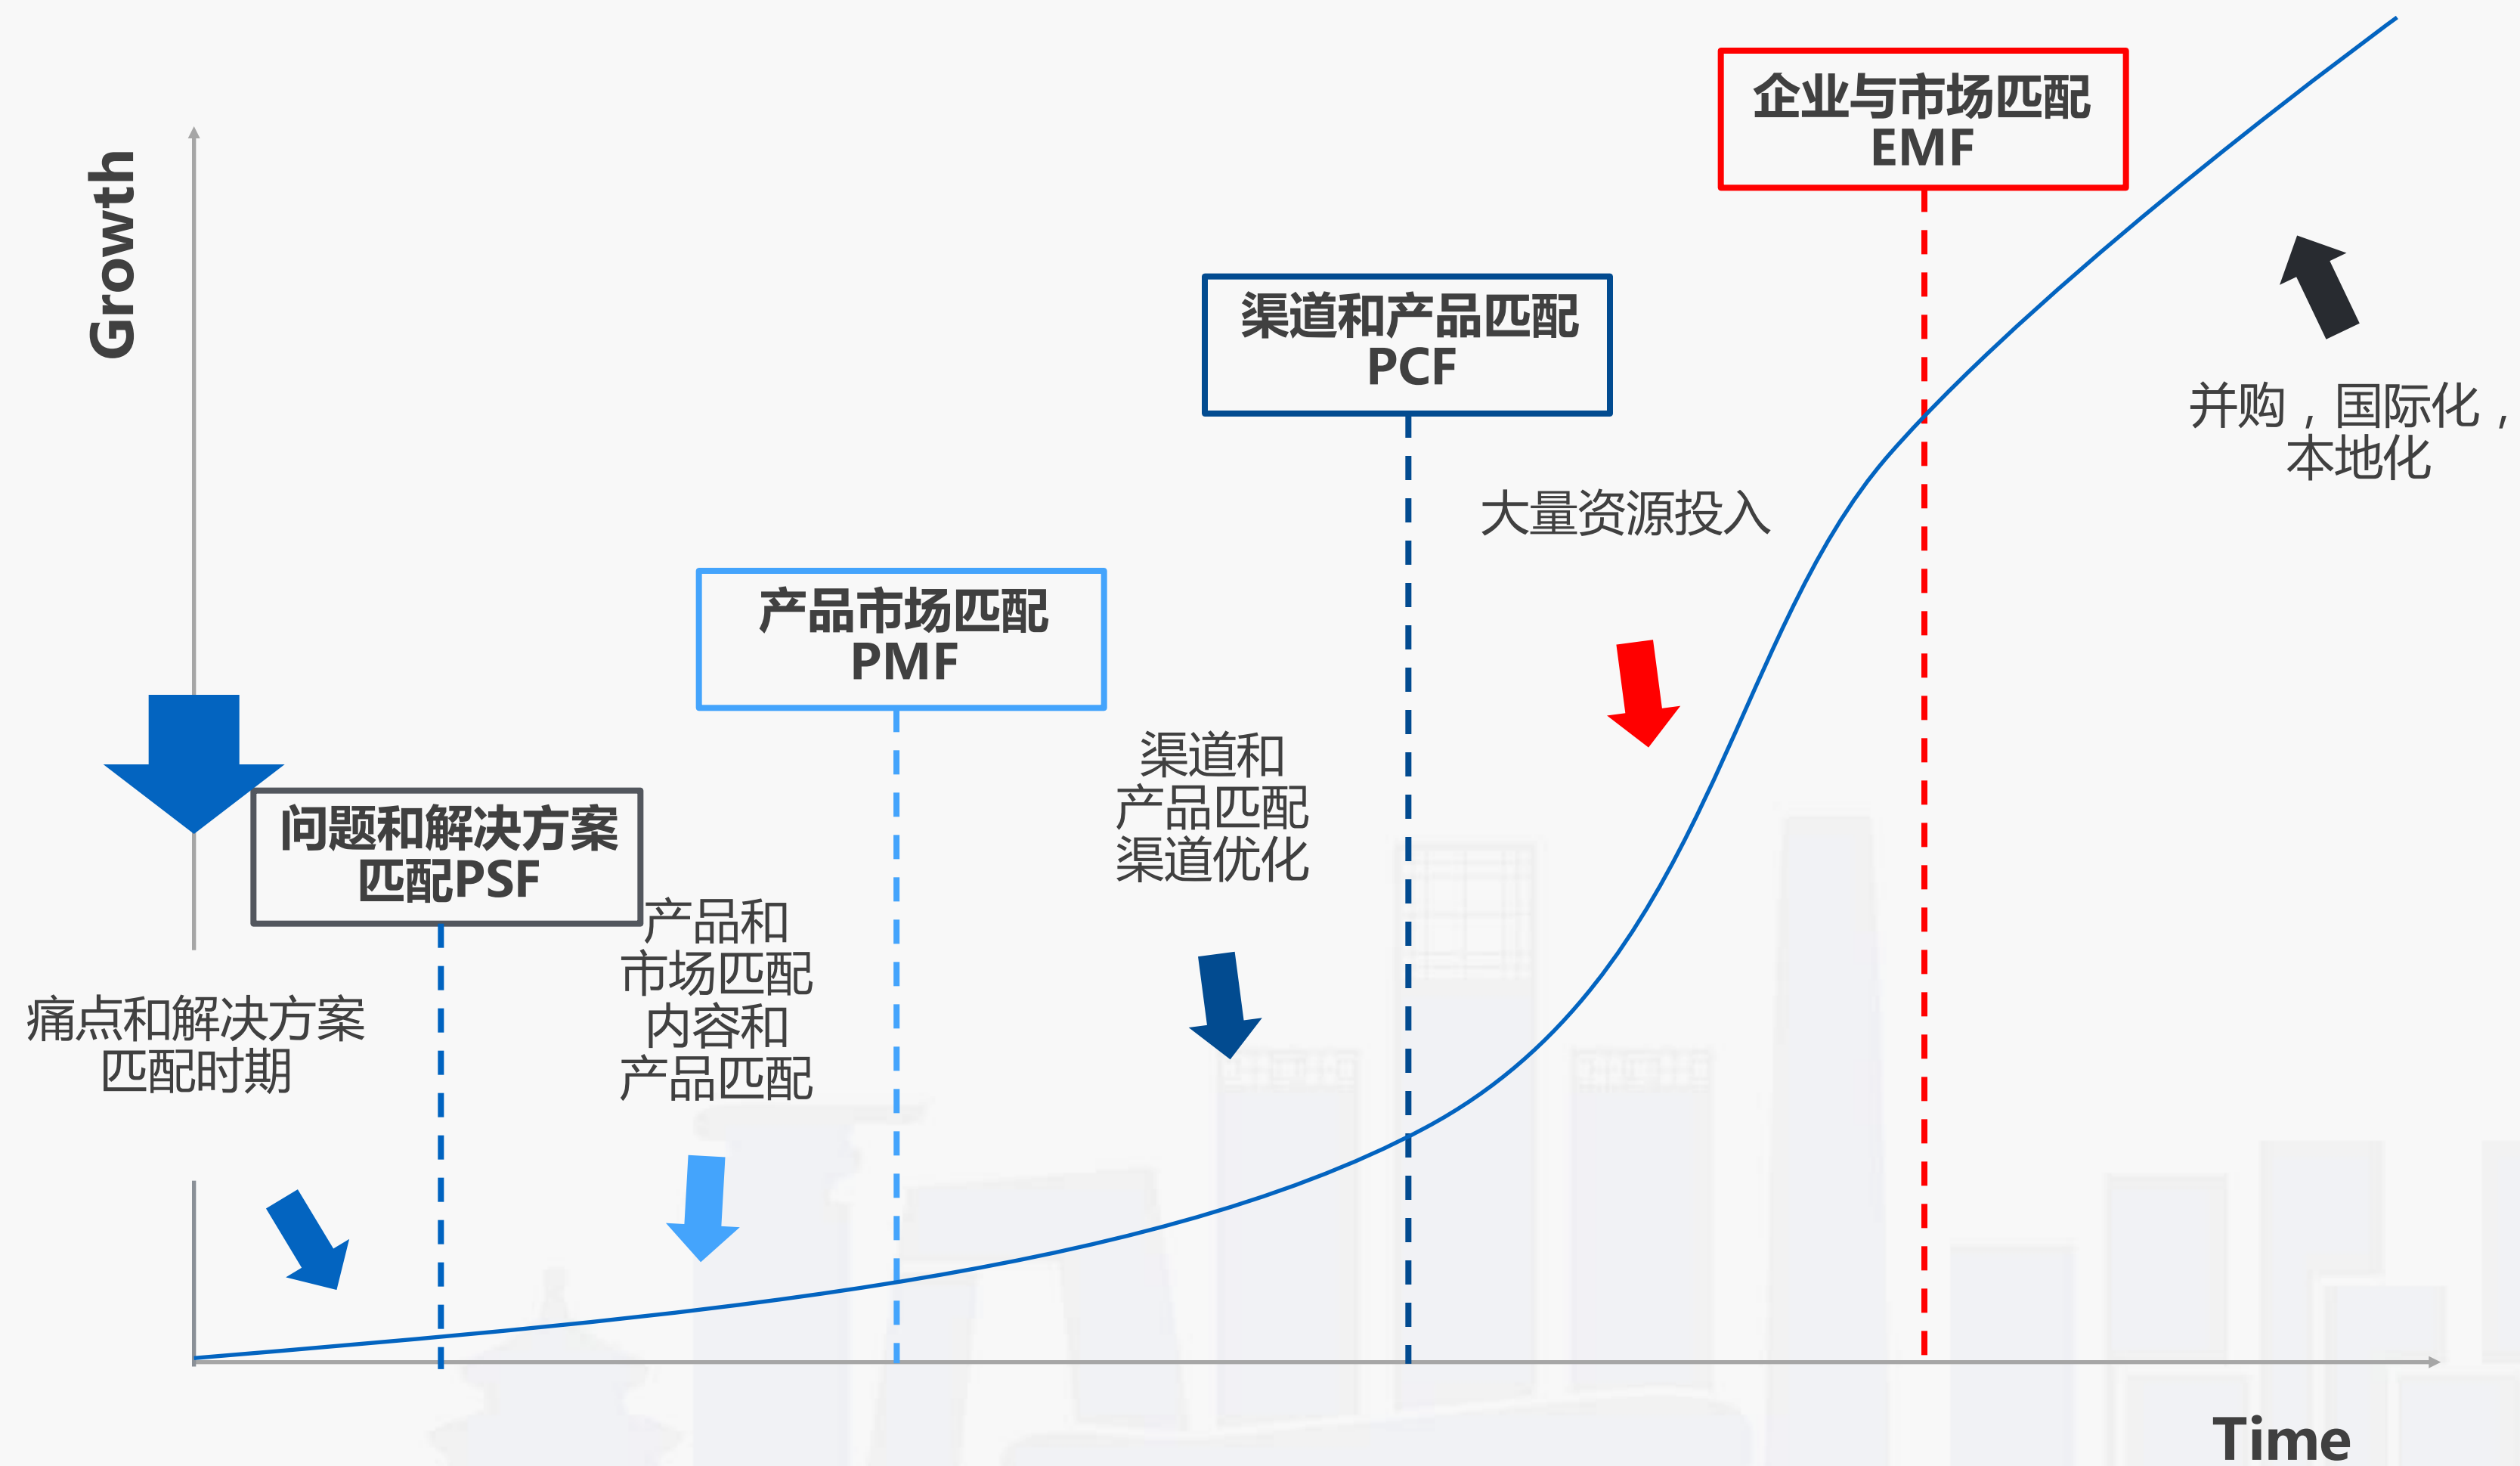 Growth
企业与市场匹配
EMF
渠道和产品匹配
PCF
并购，国际化，
本地化
大量资源投入
产品市场匹配
PMF
渠道和
产品匹配
渠道优化
问题和解决方案
匹配PSF
产品和
市场匹配
内容和
产品匹配
痛点和解决方案
匹配时期
Time